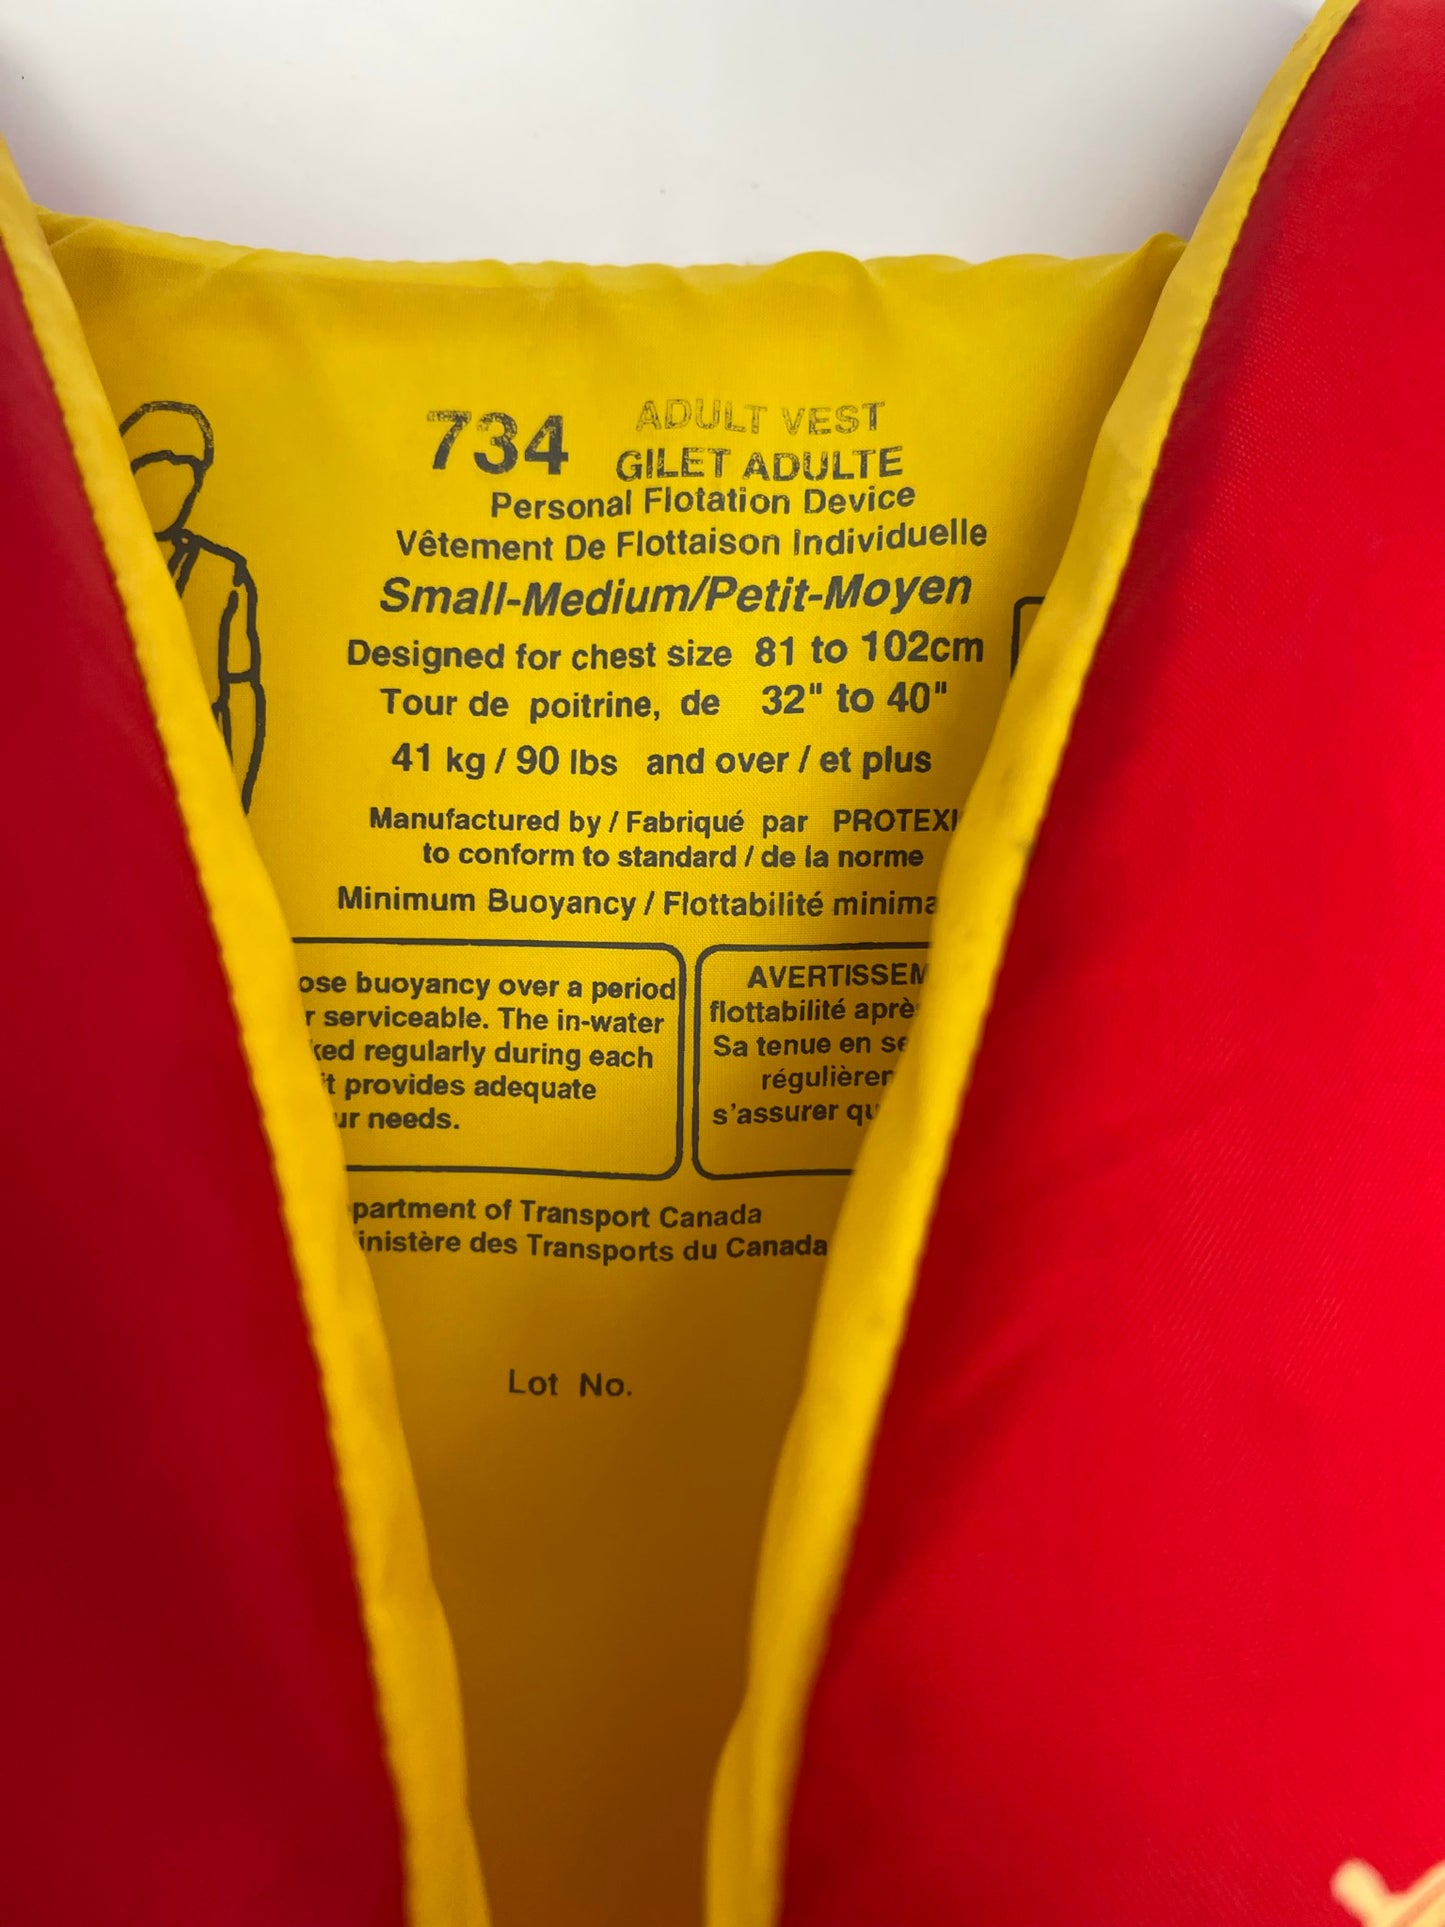 734 ADULT VEST
GILET ADULTE
Personal Flotation Device
Vêtement De Flottaison Individuelle
Small-Medium/Petit-Moyen
Designed for chest size 81 to 102cm
Tour de poitrine, de 32" to 40"
41 kg / 90 lbs and over / et plus
Manufactured by / Fabriqué par
to conform to standard / de la norme
Minimum Buoyancy / Flottabilité
buoyancy over a period
serviceable. The in-water
regularly during each
provides adequate
needs.
flottabilité
Sa tenue en
s'assurer
of Transport Canada
des Transports du Canada
Lot No.